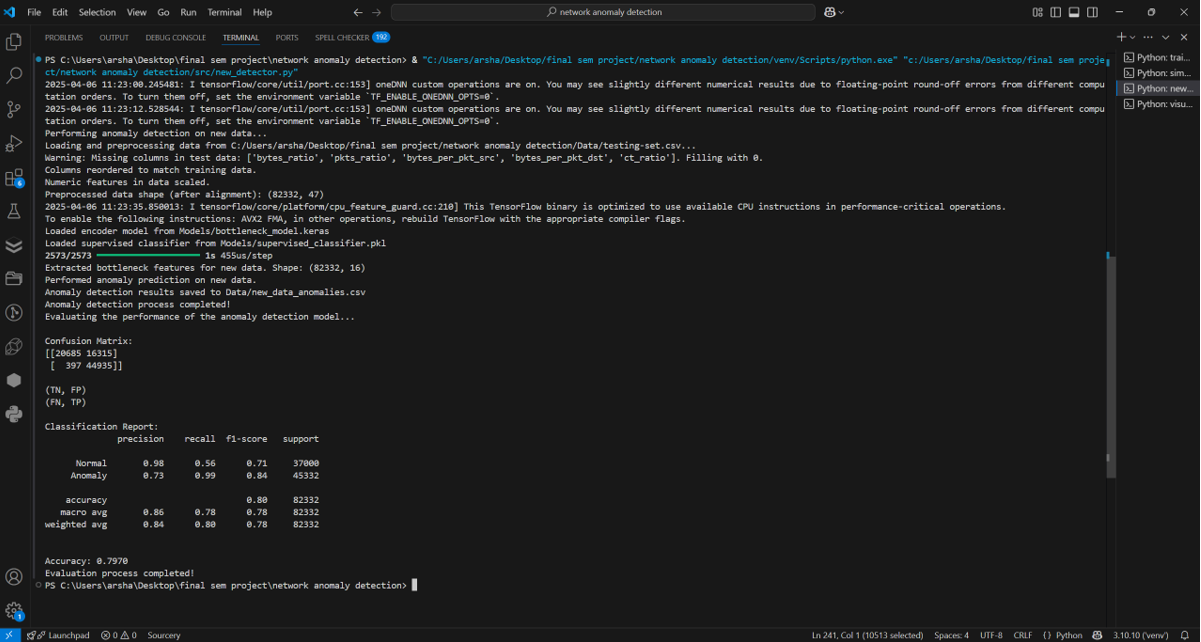 File Edit Selection View Go Run Terminal Help
network anomaly detection
PROBLEMS OUTPUT DEBUG CONSOLE TERMINAL PORTS SPELL CHECKER 192
PS C:\Users\arsha\Desktop\final sem project\network anomaly detection> & "C:/Users/arsha/Desktop/final sem project/network anomaly detection/venv/Scripts/python.exe" "c:/Users/arsha/Desktop/final sem proje
ct/network anomaly detection/src/new_detector.py"
2025-04-06 11:23:00.245481: I tensorflow/core/util/port.cc:153] oneDNN custom operations are on. You may see slightly different numerical results due to floating-point round-off errors from different compu
tation orders. To turn them off, set the environment variable `TF_ENABLE_ONEDNN_OPTS=0`.
2025-04-06 11:23:12.528544: I tensorflow/core/util/port.cc:153] oneDNN custom operations are on. You may see slightly different numerical results due to floating-point round-off errors from different compu
tation orders. To turn them off, set the environment variable `TF_ENABLE_ONEDNN_OPTS=0`.
Performing anomaly detection on new data...
Loading and preprocessing data from C:/Users/arsha/Desktop/final sem project/network anomaly detection/Data/testing-set.csv...
Warning: Missing columns in test data: ['bytes_ratio', 'pkts_ratio', 'bytes_per_pkt_src', 'bytes_per_pkt_dst', 'ct_ratio']. Filling with 0.
Columns reordered to match training data.
Numeric features in data scaled.
Preprocessed data shape (after alignment): (82332, 47)
2025-04-06 11:23:35.850013: I tensorflow/core/platform/cpu_feature_guard.cc:210] This TensorFlow binary is optimized to use available CPU instructions in performance-critical operations.
To enable the following instructions: AVX2 FMA, in other operations, rebuild TensorFlow with the appropriate compiler flags.
Loaded encoder model from Models/bottleneck_model.keras
Loaded supervised classifier from Models/supervised_classifier.pkl
2573/2573 1s 455us/step
Extracted bottleneck features for new data. Shape: (82332, 16)
Performed anomaly prediction on new data.
Anomaly detection results saved to Data/new_data_anomalies.csv
Anomaly detection process completed!
Evaluating the performance of the anomaly detection model...
Confusion Matrix:
[[20685 16315]
[ 397 44935]]
(TN, FP)
(FN, TP)
Classification Report:
precision recall f1-score support
Normal 0.98 0.56 0.71 37000
Anomaly 0.73 0.99 0.84 45332
accuracy 0.80 82332
macro avg 0.86 0.78 0.78 82332
weighted avg 0.84 0.80 0.78 82332
Accuracy: 0.7970
Evaluation process completed!
PS C:\Users\arsha\Desktop\final sem project\network anomaly detection>
Python: trai...
Python: sim...
Python: new...
Python: visu...
6
1
Launchpad 0 0 Sourcery
Ln 241, Col 1 (10513 selected) Spaces: 4 UTF-8 CRLF {} Python 3.10.10 ('venv')